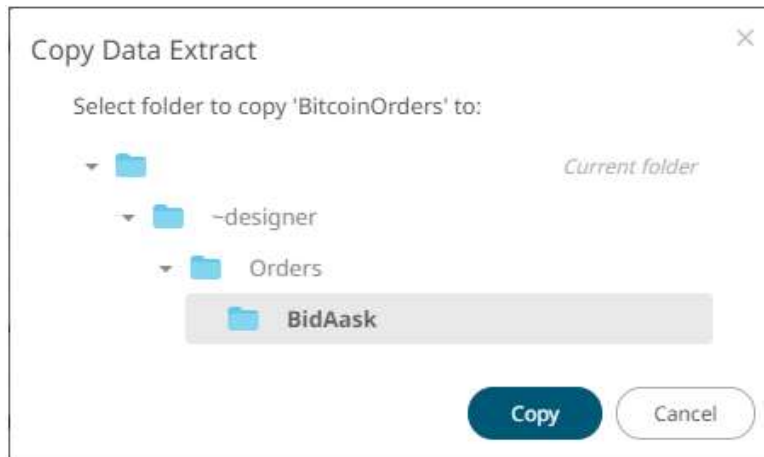 Copy Data Extract
Select folder to copy 'BitcoinOrders' to:
Current folder
~designer
Orders
BidAask
Copy Cancel